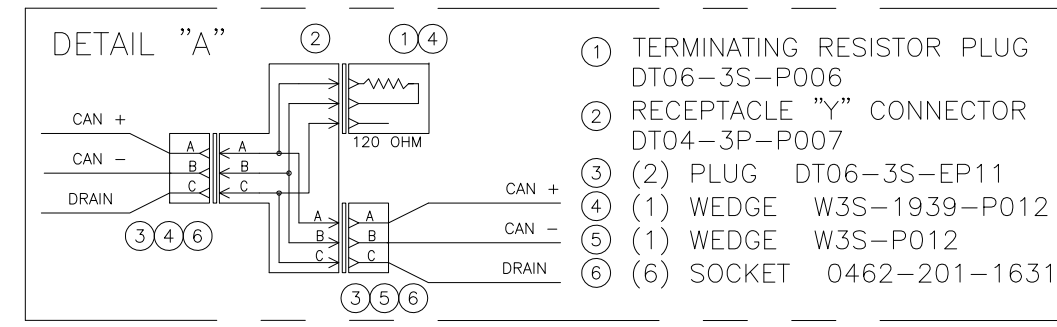 DETAIL "A"
2
1 4
CAN +
CAN -
DRAIN
A A
B B
C C
120 OHM
3 4 6
A A
B B
C C
CAN +
CAN -
DRAIN
3 5 6
1 TERMINATING RESISTOR PLUG
DT06-3S-P006
2 RECEPTACLE "Y" CONNECTOR
DT04-3P-P007
3 (2) PLUG DT06-3S-EP11
4 (1) WEDGE W3S-1939-P012
5 (1) WEDGE W3S-P012
6 (6) SOCKET 0462-201-1631